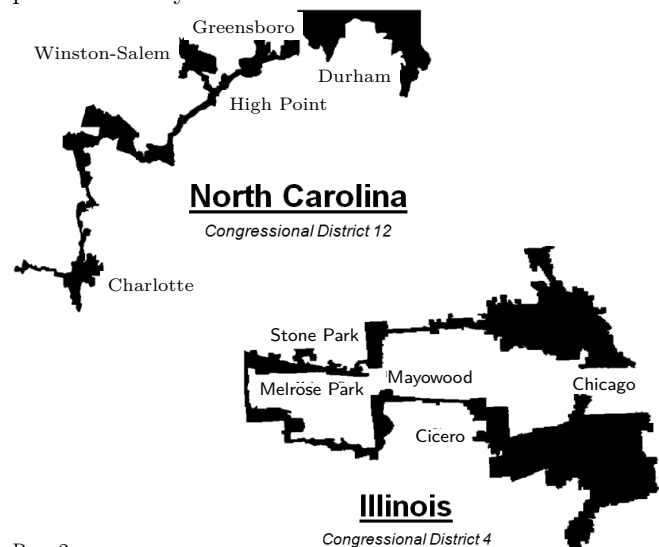 Greensboro
Winston-Salem
Durham
High Point
North Carolina
Congressional District 12
Charlotte
Stone Park
Mayowood
Melrose Park
Chicago
Cicero
Illinois
Congressional District 4